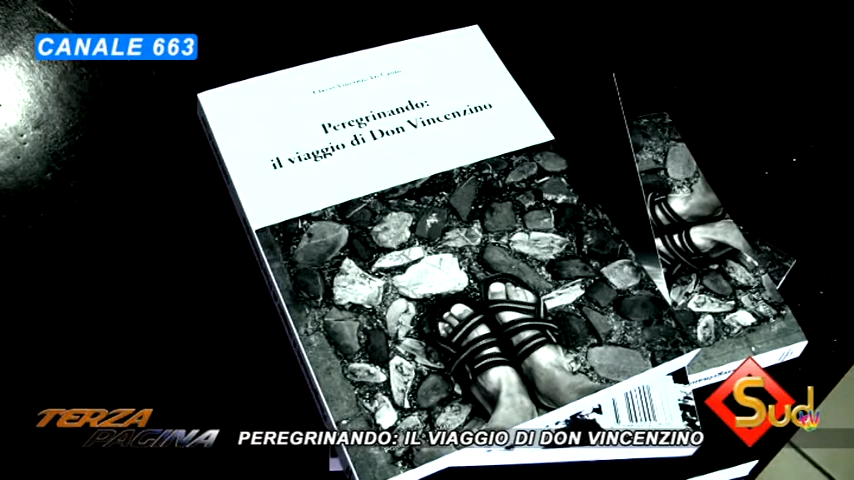 CANALE 663
Peregrinando:
il viaggio di Don Vincenzino
TERZA
PAGINA
PEREGRINANDO: IL VIAGGIO DI DON VINCENZINO
Sud